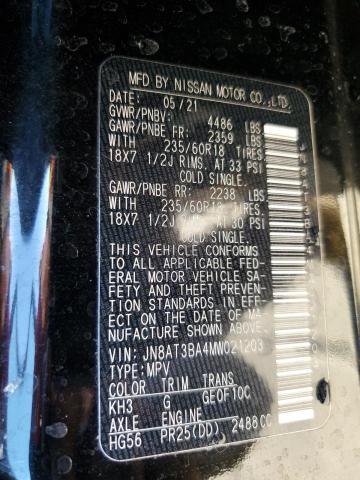 MFD BY NISSAN MOTOR CO.,LTD.
DATE: 05/21
GVWR/PNBV: 4486 LBS
GAWR/PNBE FR: 2359 LBS
WITH 235/60R18 TIRES.
18X7 1/2J RIMS. AT 33 PSI
COLD SINGLE.
GAWR/PNBE RR: 2238 LBS
WITH 235/60R18 TIRES.
18X7 1/2J RIMS. AT 30 PSI
COLD SINGLE.
THIS VEHICLE CONFORMS
TO ALL APPLICABLE FED-
ERAL MOTOR VEHICLE SA-
FETY AND THEFT PREVEN-
TION STANDARDS IN EFF-
ECT ON THE DATE OF MA-
NUFACTURE SHOWN ABOVE.
VIN: JN8AT3BA4MW021203
TYPE: MPV
COLOR TRIM TRANS
KH3 G GE0F10C
AXLE ENGINE
HG56 PR25(DD) 2488CC